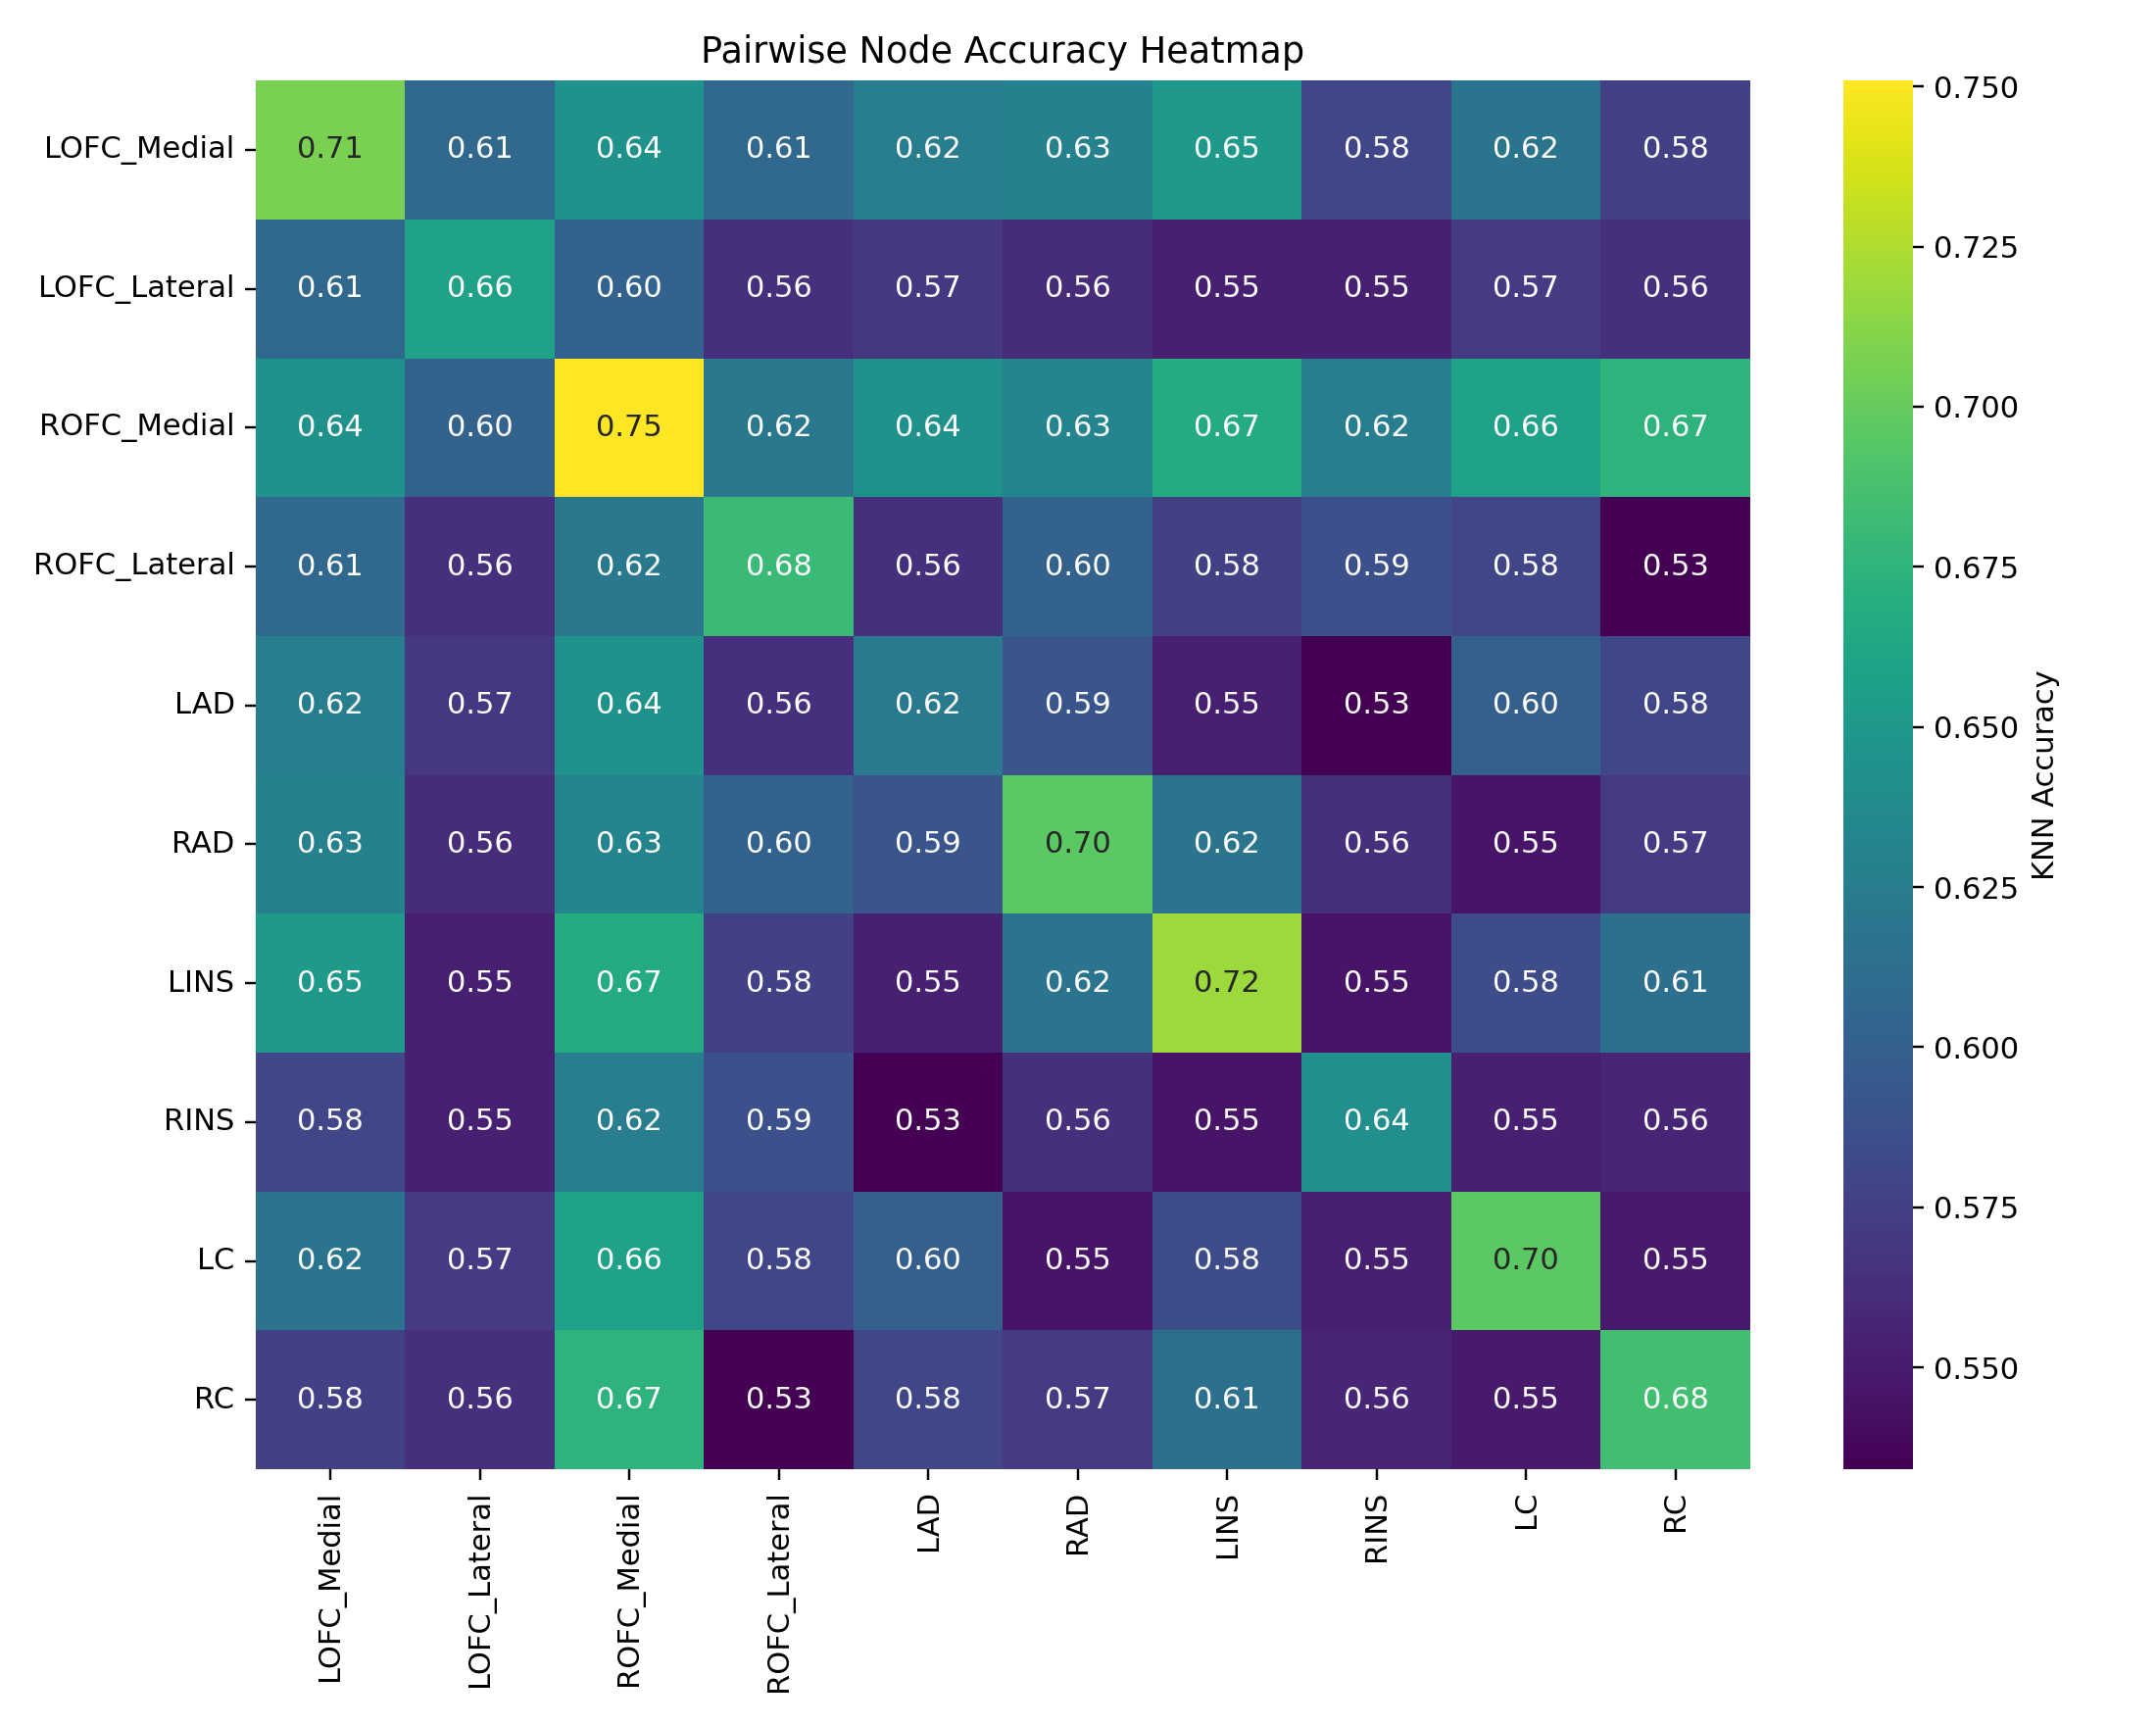 Pairwise Node Accuracy Heatmap
LOFC_Medial 0.71 0.61 0.64 0.61 0.62 0.63 0.65 0.58 0.62 0.58
LOFC_Lateral 0.61 0.66 0.60 0.56 0.57 0.56 0.55 0.55 0.57 0.56
ROFC_Medial 0.64 0.60 0.75 0.62 0.64 0.63 0.67 0.62 0.66 0.67
ROFC_Lateral 0.61 0.56 0.62 0.68 0.56 0.60 0.58 0.59 0.58 0.53
LAD 0.62 0.57 0.64 0.56 0.62 0.59 0.55 0.53 0.60 0.58
RAD 0.63 0.56 0.63 0.60 0.59 0.70 0.62 0.56 0.55 0.57
LINS 0.65 0.55 0.67 0.58 0.55 0.62 0.72 0.55 0.58 0.61
RINS 0.58 0.55 0.62 0.59 0.53 0.56 0.55 0.64 0.55 0.56
LC 0.62 0.57 0.66 0.58 0.60 0.55 0.58 0.55 0.70 0.55
RC 0.58 0.56 0.67 0.53 0.58 0.57 0.61 0.56 0.55 0.68
LOFC_Medial
LOFC_Lateral
ROFC_Medial
ROFC_Lateral
LAD
RAD
LINS
RINS
LC
RC
0.750
0.725
0.700
0.675
0.650
0.625
0.600
0.575
0.550
KNN Accuracy